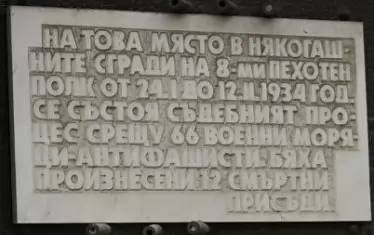 НА ТОВА МЯСТО В НЯКОГАШ-
НИТЕ СГРАДИ НА 8-МИ ПЕХОТЕН
ПОЛК ОТ 24.I ДО 12.II.1934 ГОД.
СЕ СЪСТОЯ СЪДЕБНИЯТ ПРО-
ЦЕС СРЕЩУ 66 ВОЕННИ МОРЯ-
ЦИ-АНТИФАШИСТИ. БЯХА
ПРОИЗНЕСЕНИ 12 СМЪРТНИ
ПРИСЪДИ.